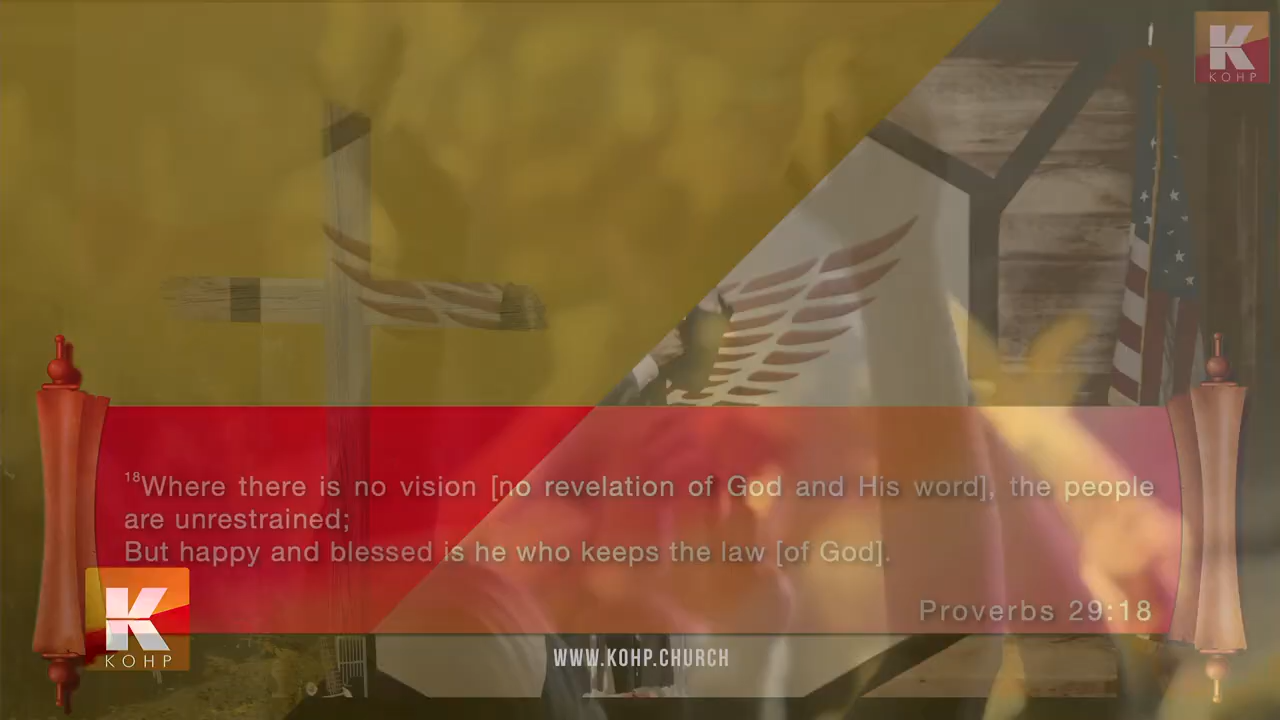 K
KOHP
18Where there is no vision [no revelation of God and His word], the people
are unrestrained;
But happy and blessed is he who keeps the law [of God].
Proverbs 29:18
K
KOHP
WWW.KOHP.CHURCH